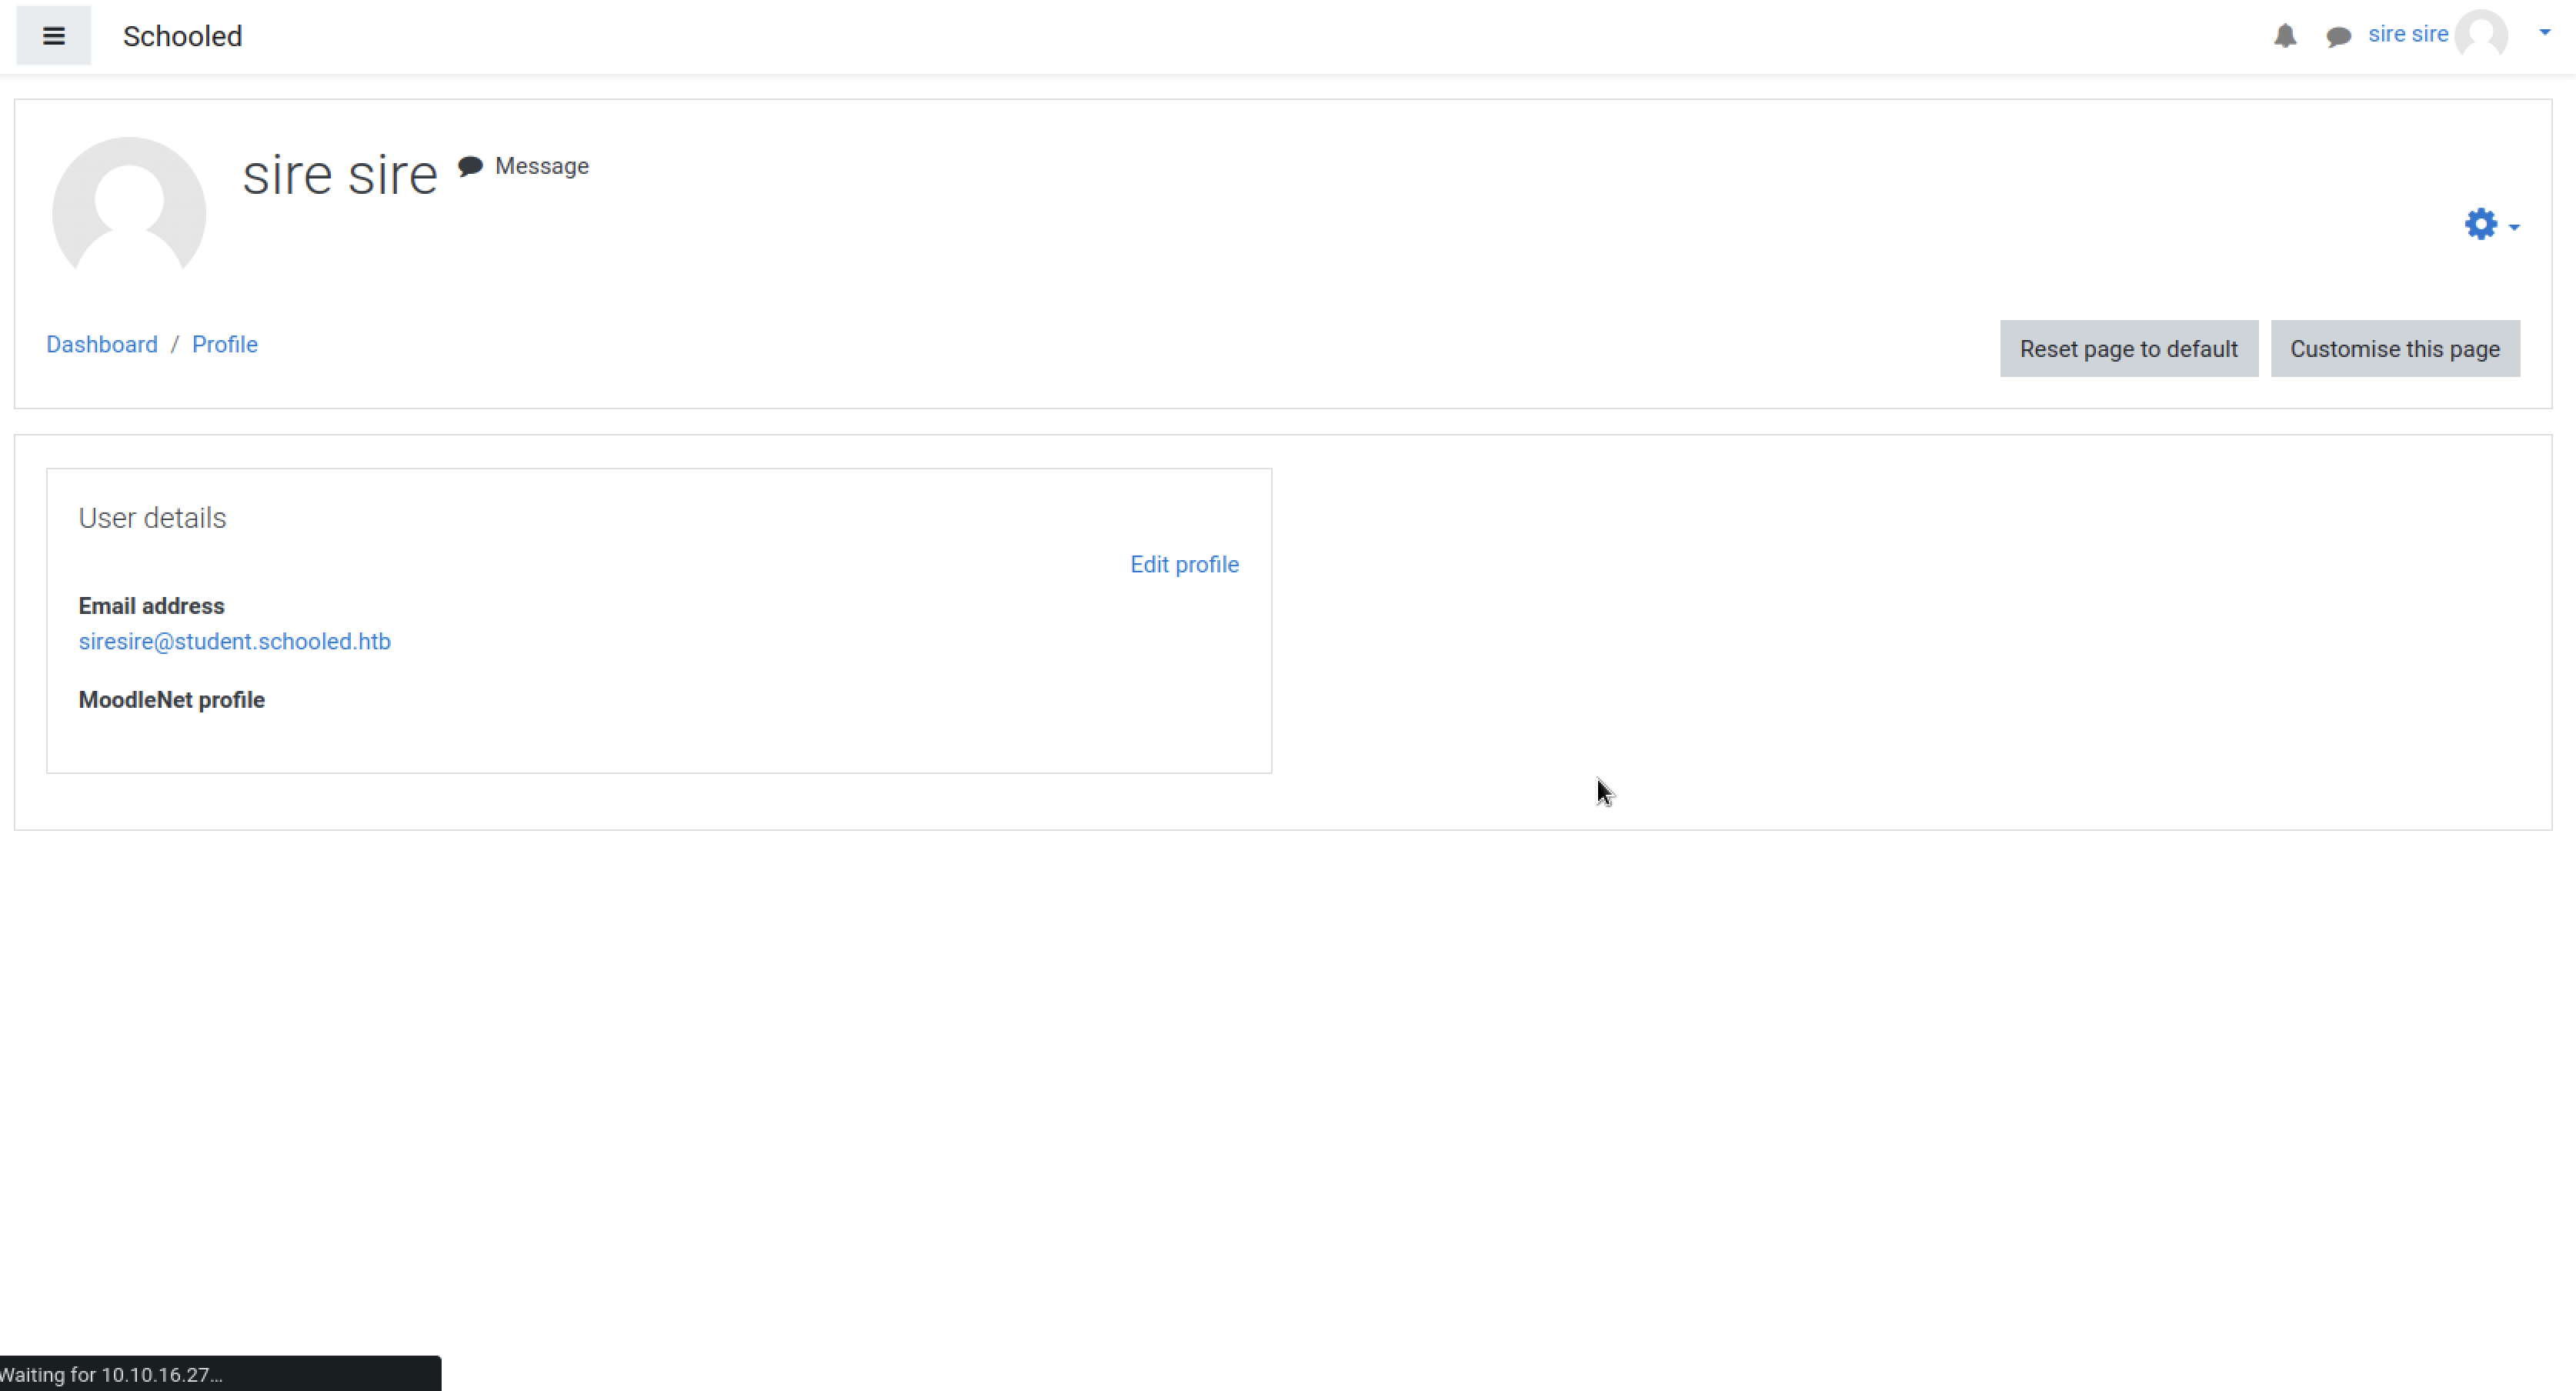 Schooled
sire sire
sire sire Message
Dashboard / Profile
Reset page to default Customise this page
User details
Edit profile
Email address
siresire@student.schooled.htb
MoodleNet profile
Waiting for 10.10.16.27...